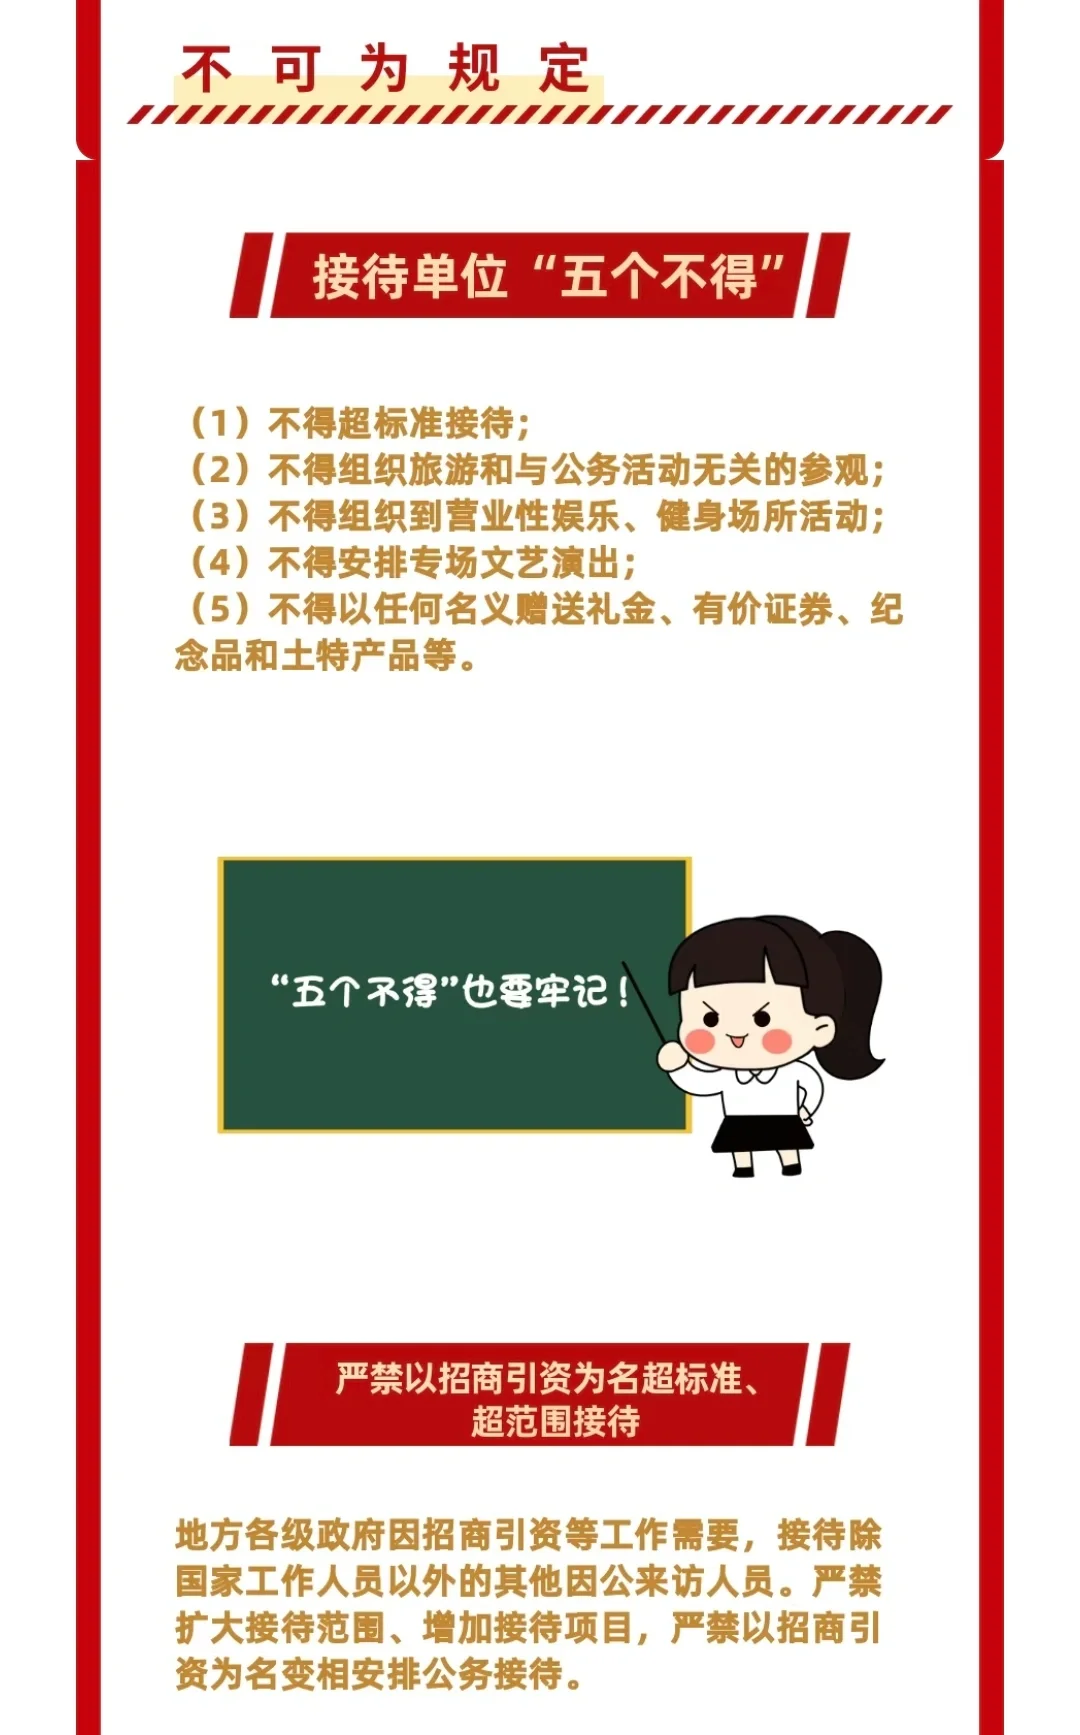 不可为规定
接待单位“五个不得”
（1）不得超标准接待；
（2）不得组织旅游和与公务活动无关的参观；
（3）不得组织到营业性娱乐、健身场所活动；
（4）不得安排专场文艺演出；
（5）不得以任何名义赠送礼金、有价证券、纪
念品和土特产品等。
“五个不得”也要牢记！
严禁以招商引资为名超标准、
超范围接待
地方各级政府因招商引资等工作需要，接待除
国家工作人员以外的其他因公来访人员。严禁
扩大接待范围、增加接待项目，严禁以招商引
资为名变相安排公务接待。